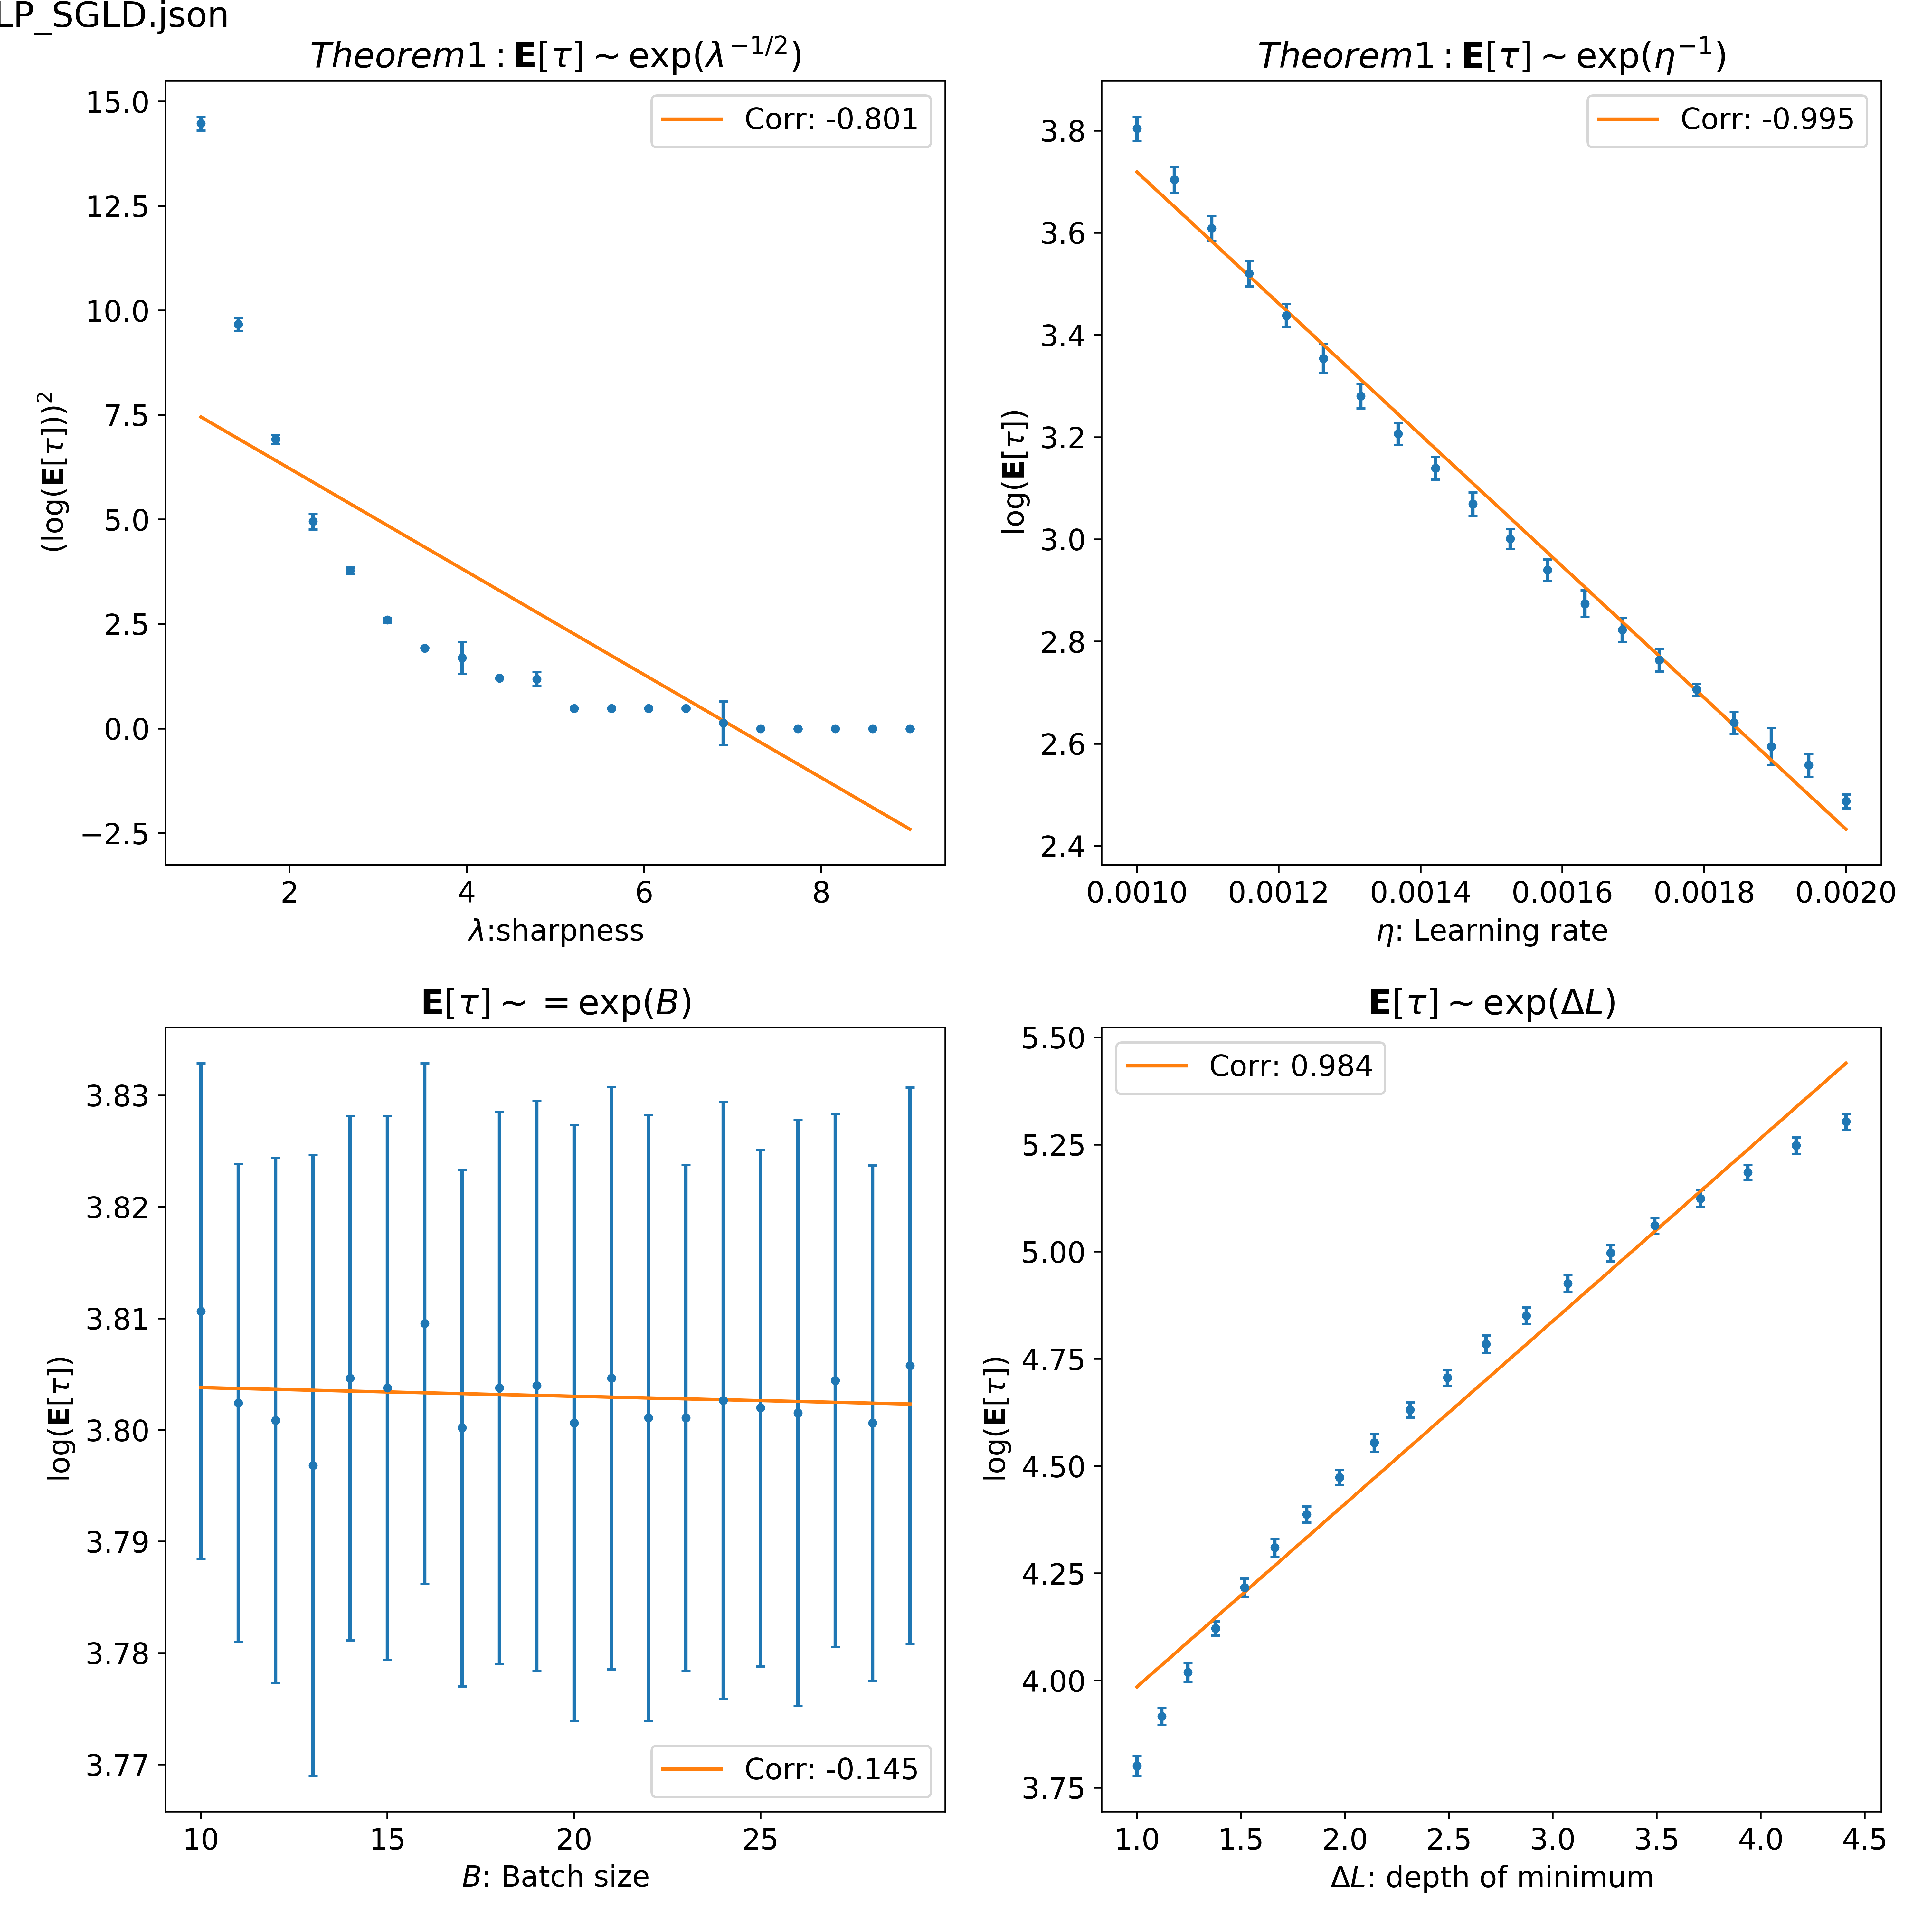 LP_SGLD.json
Theorem1 : E[τ] ~ exp(λ^{-1/2})
Corr: -0.801
15.0
12.5
10.0
7.5
5.0
2.5
0.0
−2.5
(log(E[τ]))²
2 4 6 8
λ:sharpness
Theorem1 : E[τ] ~ exp(η^{-1})
Corr: -0.995
3.8
3.6
3.4
3.2
3.0
2.8
2.6
2.4
log(E[τ])
0.0010 0.0012 0.0014 0.0016 0.0018 0.0020
η: Learning rate
E[τ] ~ = exp(B)
3.83
3.82
3.81
3.80
3.79
3.78
3.77
log(E[τ])
Corr: -0.145
10 15 20 25
B: Batch size
E[τ] ~ exp(ΔL)
Corr: 0.984
5.50
5.25
5.00
4.75
4.50
4.25
4.00
3.75
log(E[τ])
1.0 1.5 2.0 2.5 3.0 3.5 4.0 4.5
ΔL: depth of minimum